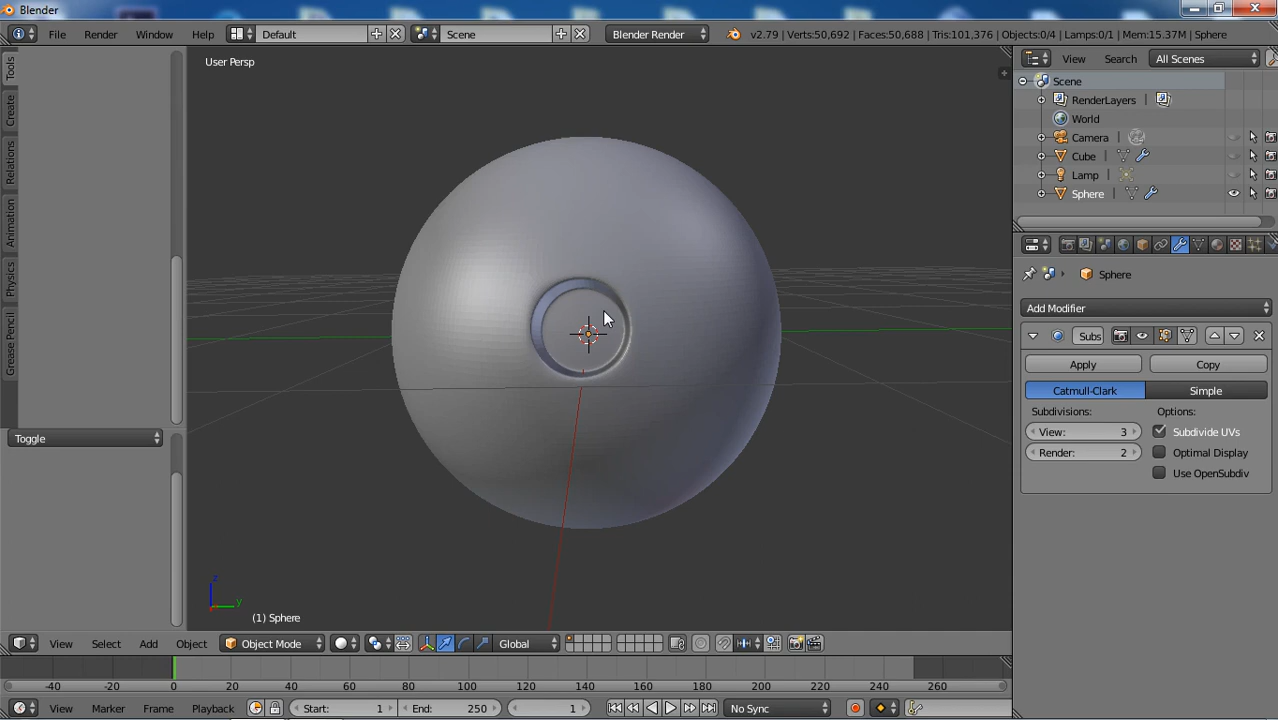 Blender
File Render Window Help Default Scene Blender Render v2.79 | Verts:50,692 | Faces:50,688 | Tris:101,376 | Objects:0/4 | Lamps:0/1 | Mem:15.37M | Sphere
User Persp
View Search All Scenes
Scene
RenderLayers
World
Camera
Cube
Lamp
Sphere
Tools
Create
Relations
Animation
Physics
Grease Pencil
Sphere
Add Modifier
Subs
Apply Copy
Catmull-Clark Simple
Subdivisions: Options:
View: 3 Subdivide UVs
Render: 2 Optimal Display
Use OpenSubdiv
Toggle
z
y
(1) Sphere
View Select Add Object Object Mode Global
-40 -20 0 20 40 60 80 100 120 140 160 180 200 220 240 260
View Marker Frame Playback Start: 1 End: 250 1 No Sync